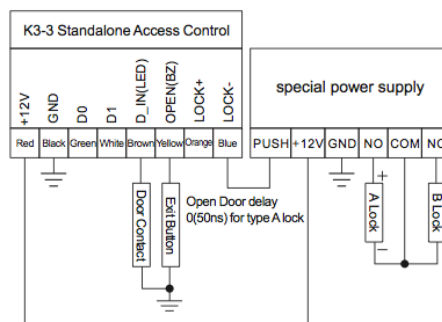 K3-3 Standalone Access Control
+12V
GND
D0
D1
D_IN(LED)
OPEN(BZ)
LOCK+
LOCK-
Red Black Green White Brown Yellow Orange Blue
special power supply
PUSH +12V GND NO COM NC
Door Contact
Exit Button
Open Door delay
0(50ns) for type A lock
+
A Lock
–
B Lock